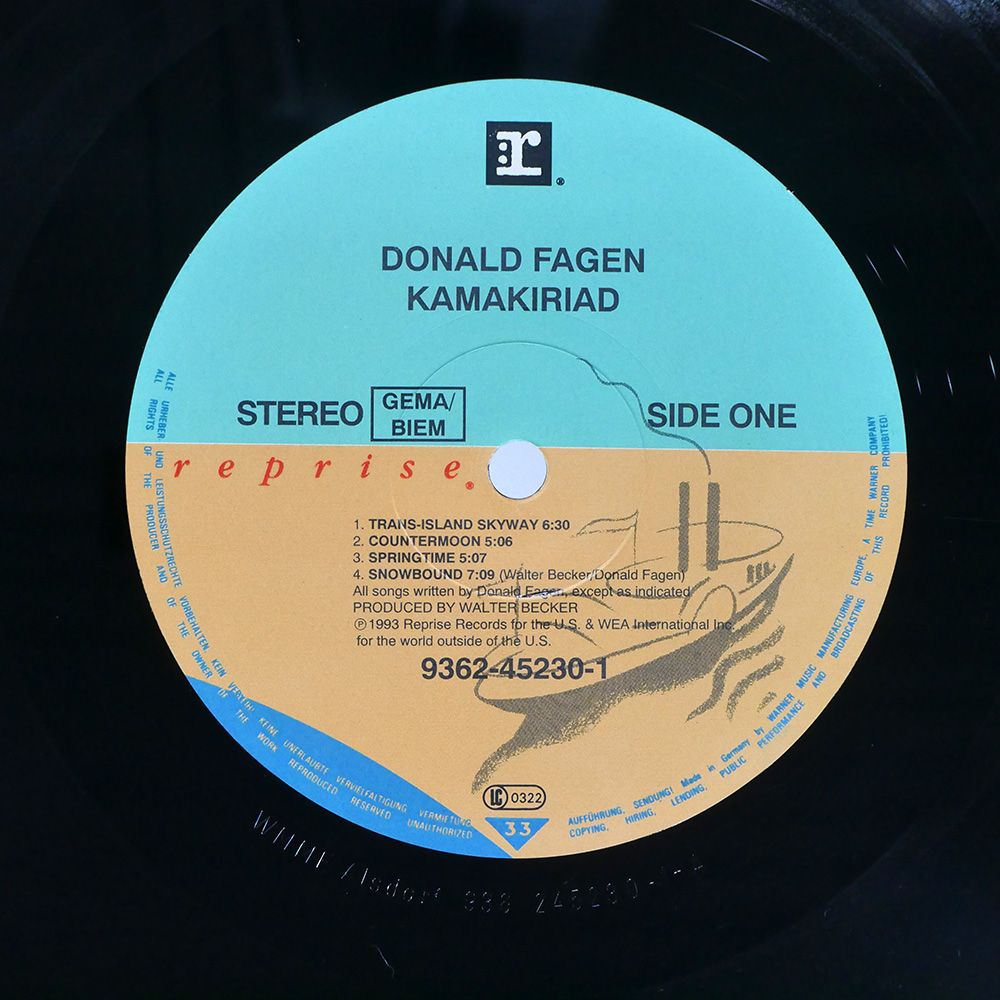 r
DONALD FAGEN
KAMAKIRIAD
STEREO
GEMA/
BIEM
SIDE ONE
reprise®
1. TRANS-ISLAND SKYWAY 6:30
2. COUNTERMOON 5:06
3. SPRINGTIME 5:07
4. SNOWBOUND 7:09 (Walter Becker/Donald Fagen)
All songs written by Donald Fagen, except as indicated
PRODUCED BY WALTER BECKER
℗ 1993 Reprise Records for the U.S. & WEA International Inc.
for the world outside of the U.S.
9362-45230-1
LC 0322
33
ALLE URHEBER UND LEISTUNGSSCHUTZRECHTE VORBEHALTEN KEIN VERLEIH! KEINE UNERLAUBTE VERVIELFÄLTIGUNG VERMIETUNG
AUFFÜHRUNG, SENDUNG! Made in Germany by WARNER MUSIC MANUFACTURING EUROPE, A TIME WARNER COMPANY
ALL RIGHTS OF THE PRODUCER AND OF THE OWNER OF THE WORK REPRODUCED RESERVED UNAUTHORIZED
COPYING, HIRING, LENDING, PUBLIC PERFORMANCE AND BROADCASTING OF THIS RECORD PROHIBITED!
Alsdorf